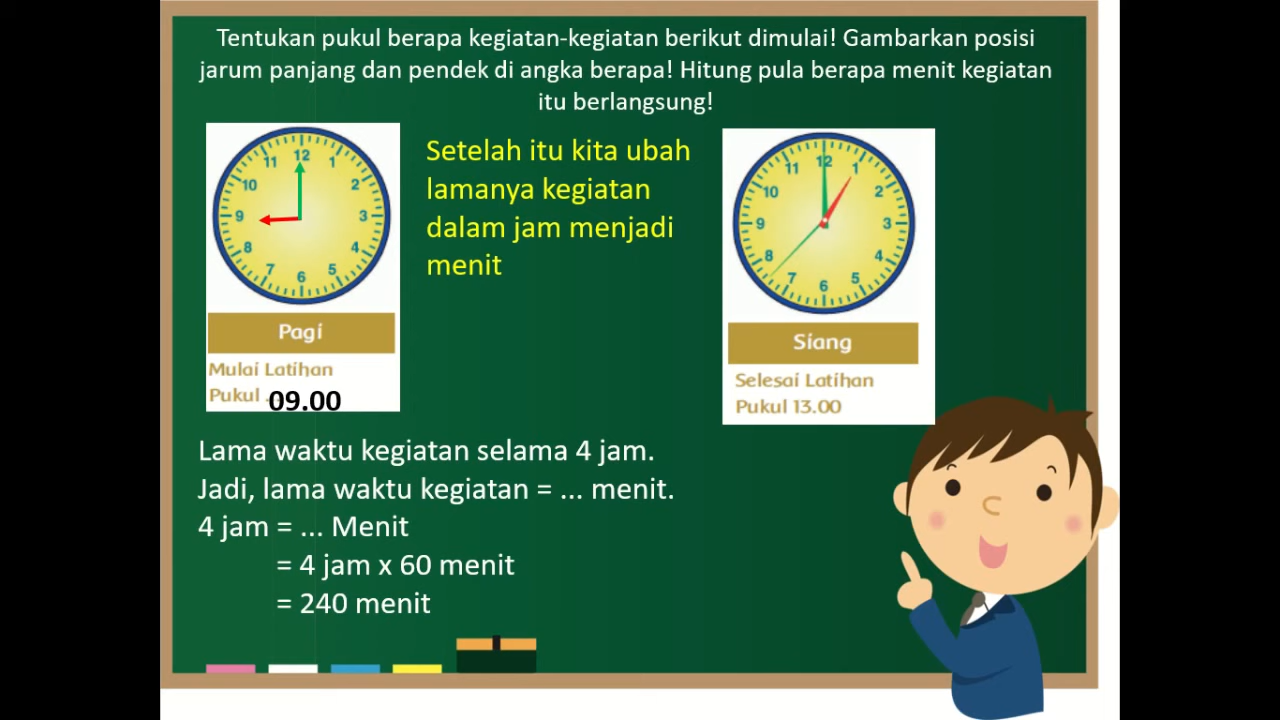 Tentukan pukul berapa kegiatan-kegiatan berikut dimulai! Gambarkan posisi
jarum panjang dan pendek di angka berapa! Hitung pula berapa menit kegiatan
itu berlangsung!
12
11 1
10 2
9 3
8 4
7 5
6
Pagi
Mulai Latihan
Pukul .
09.00
Setelah itu kita ubah
lamanya kegiatan
dalam jam menjadi
menit
12
11 1
10 2
9 3
8 4
7 5
6
Siang
Selesai Latihan
Pukul 13.00
Lama waktu kegiatan selama 4 jam.
Jadi, lama waktu kegiatan = ... menit.
4 jam = ... Menit
= 4 jam x 60 menit
= 240 menit